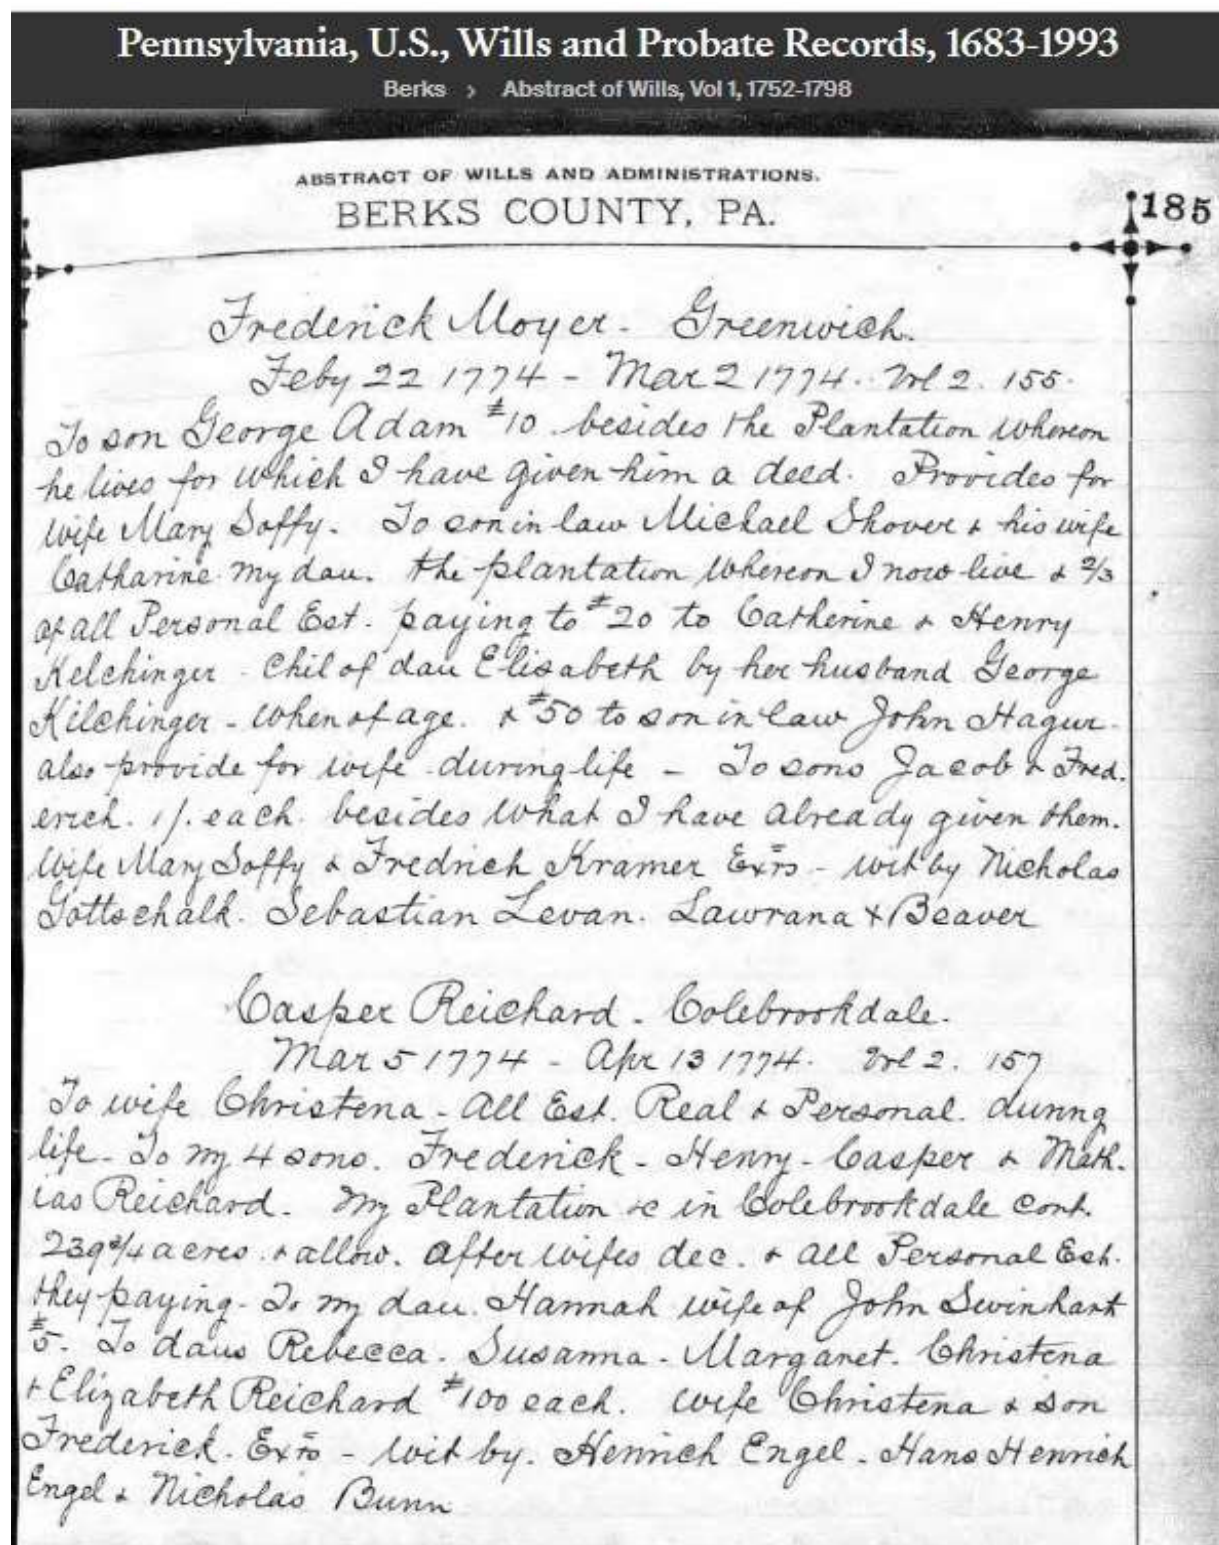 Pennsylvania, U.S., Wills and Probate Records, 1683-1993
Berks > Abstract of Wills, Vol 1, 1752-1798
ABSTRACT OF WILLS AND ADMINISTRATIONS.
BERKS COUNTY, PA.
185
Frederick Moyer - Greenwich.
Feby 22 1774 - Mar 2 1774. Vol 2. 155.
To son George Adam £10 besides the Plantation whereon
he lives for which I have given him a deed. Provides for
wife Mary Soffy. To son in law Michael Shover & his wife
Catharine my dau. the plantation whereon I now live & 2/3
of all Personal Est. paying to £20 to Catherine & Henry
Kelchinger - Chil of dau Elisabeth by her husband George
Kilchinger - when of age. & £50 to son in law John Hagur.
also provide for wife during life - To sons Jacob & Fred.
erich. 1/. each. besides what I have already given them.
Wife Mary Soffy & Fredrich Kramer Exrs - wit by Nicholas
Gottschalk. Sebastian Levan. Lawrana + Beaver
Casper Reichard - Colebrookdale.
Mar 5 1774 - Apr 13 1774. Vol 2. 157
To wife Christena - All Est. Real & Personal. during
life - To my 4 sons. Frederick - Henry - Casper & Math.
ias Reichard. My Plantation &c in Colebrookdale cont.
239 3/4 acres & allow. after wifes dec. & all Personal Est.
they paying - To my dau. Hannah wife of John Swinhart
£5. To daus Rebecca - Susanna - Margaret. Christena
& Elizabeth Reichard £100 each. wife Christena & son
Frederick. Exrs - wit by. Henrich Engel - Hans Henrich
Engel & Nicholas Bunn